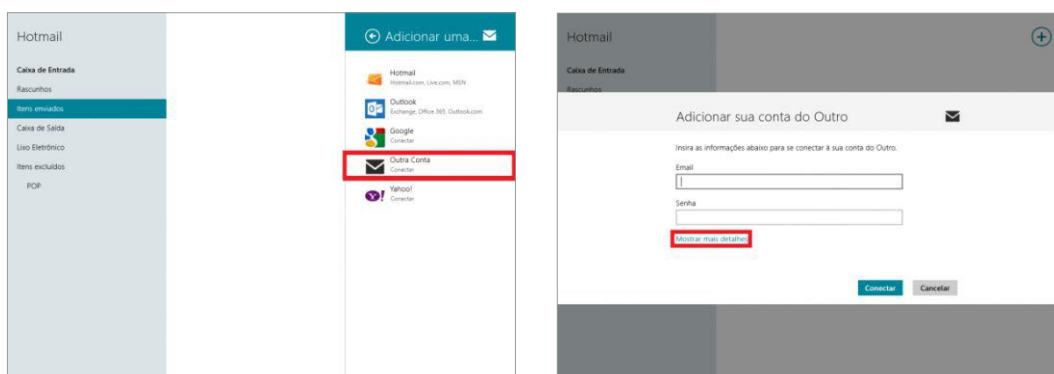 Hotmail
Caixa de Entrada
Rascunhos
Itens enviados
Caixa de Saída
Lixo Eletrônico
Itens excluídos
POP
Adicionar uma...
Hotmail
Hotmail.com, Live.com, MSN
Outlook
Exchange, Office 365, Outlook.com
Google
Conectar
Outra Conta
Conectar
Yahoo!
Conectar
Hotmail
Caixa de Entrada
Rascunhos
Adicionar sua conta do Outro
Insira as informações abaixo para se conectar à sua conta do Outro.
Email
Senha
Mostrar mais detalhes
Conectar
Cancelar